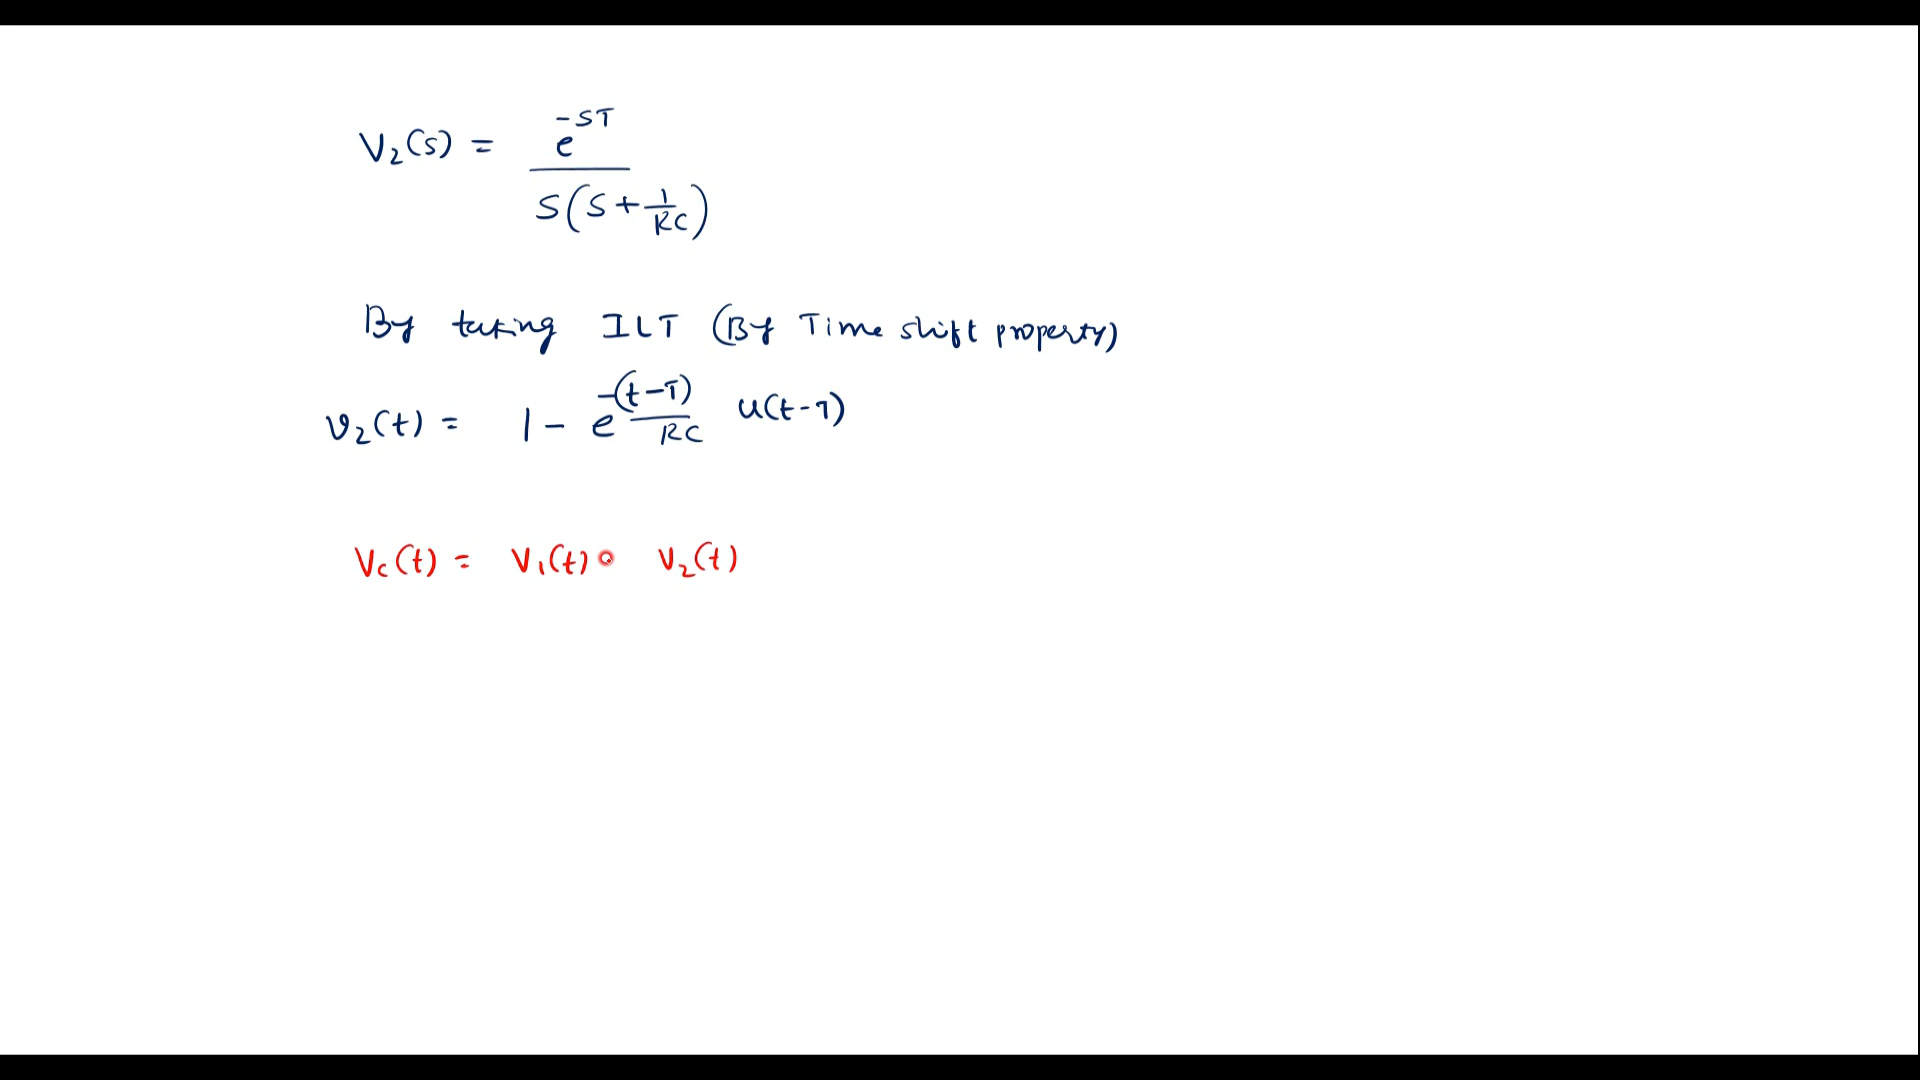 V₂(s) = e^{-ST} / S(S + 1/RC)
By taking ILT (By Time shift property)
v₂(t) = 1 - e^{-(t-T)/RC} u(t-T)
Vc(t) = V₁(t) V₂(t)